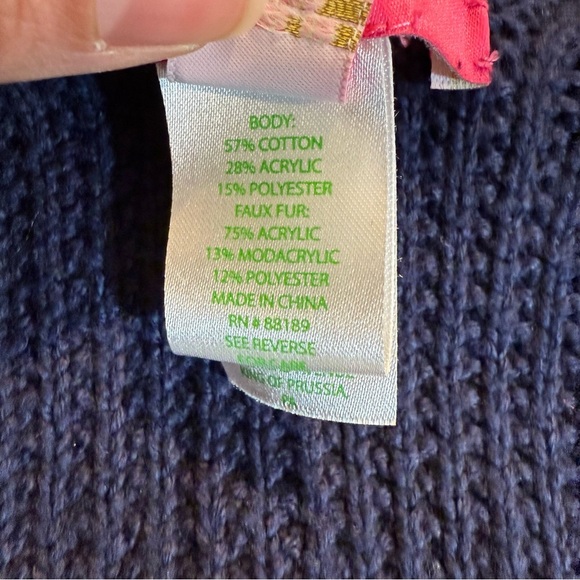 BODY:
57% COTTON
28% ACRYLIC
15% POLYESTER
FAUX FUR:
75% ACRYLIC
13% MODACRYLIC
12% POLYESTER
MADE IN CHINA
RN # 88189
SEE REVERSE
OF PRUSSIA,
PA